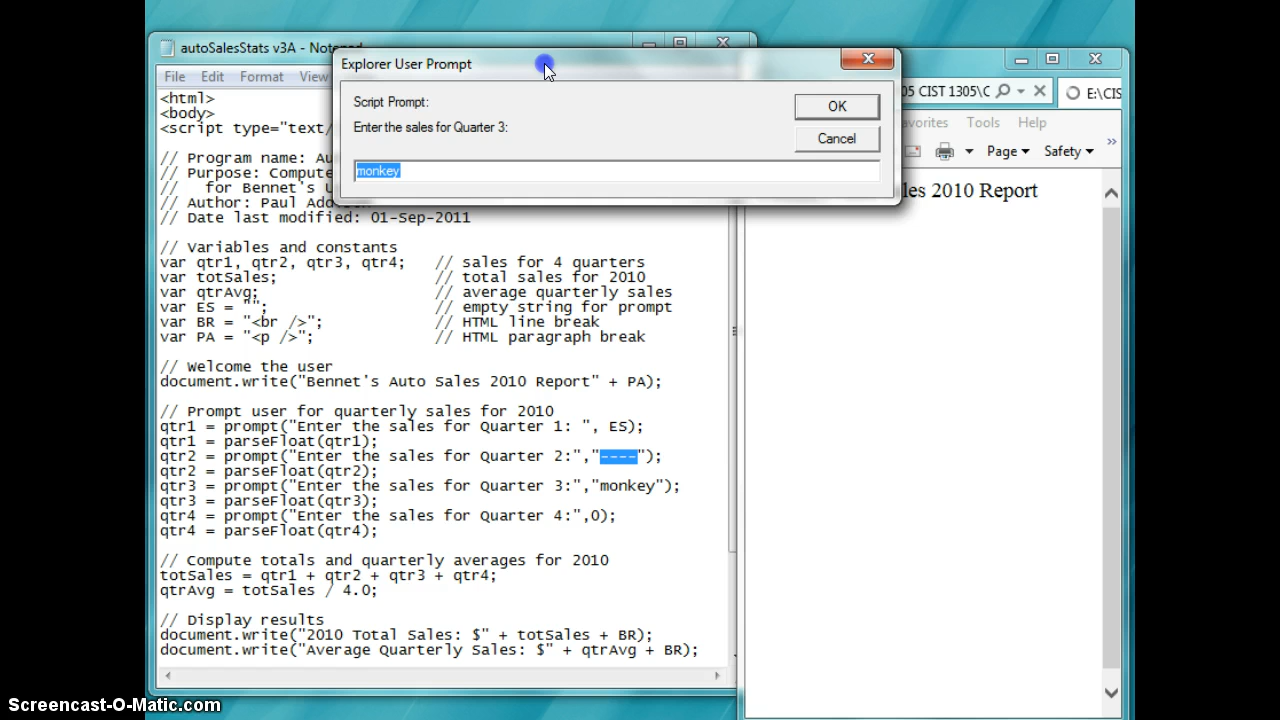 autoSalesStats v3A - Notepad
Explorer User Prompt
File Edit Format View
Script Prompt:
OK
Enter the sales for Quarter 3:
Cancel
monkey
05 CIST 1305\C
E:\CIS
avorites Tools Help
Page Safety »
les 2010 Report
<html>
<body>
<script type="text/
// Program name: Au
// Purpose: Compute
//   for Bennet's
// Author: Paul Add
// Date last modified: 01-Sep-2011
// Variables and constants
var qtr1, qtr2, qtr3, qtr4; // sales for 4 quarters
var totSales; // total sales for 2010
var qtrAvg; // average quarterly sales
var ES = ""; // empty string for prompt
var BR = "<br />"; // HTML line break
var PA = "<p />"; // HTML paragraph break
// Welcome the user
document.write("Bennet's Auto Sales 2010 Report" + PA);
// Prompt user for quarterly sales for 2010
qtr1 = prompt("Enter the sales for Quarter 1: ", ES);
qtr1 = parseFloat(qtr1);
qtr2 = prompt("Enter the sales for Quarter 2:","----");
qtr2 = parseFloat(qtr2);
qtr3 = prompt("Enter the sales for Quarter 3:","monkey");
qtr3 = parseFloat(qtr3);
qtr4 = prompt("Enter the sales for Quarter 4:",0);
qtr4 = parseFloat(qtr4);
// Compute totals and quarterly averages for 2010
totSales = qtr1 + qtr2 + qtr3 + qtr4;
qtrAvg = totSales / 4.0;
// Display results
document.write("2010 Total Sales: $" + totSales + BR);
document.write("Average Quarterly Sales: $" + qtrAvg + BR);
Screencast-O-Matic.com